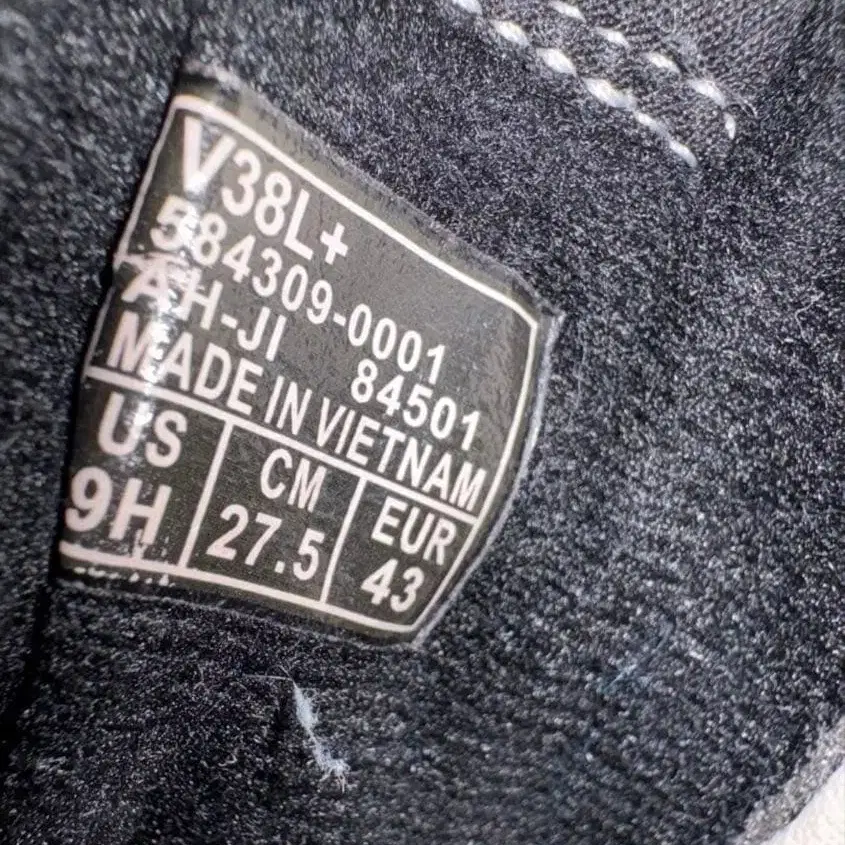 V38L+
584309-0001
AH-JI 84501
MADE IN VIETNAM
US CM EUR
9H 27.5 43